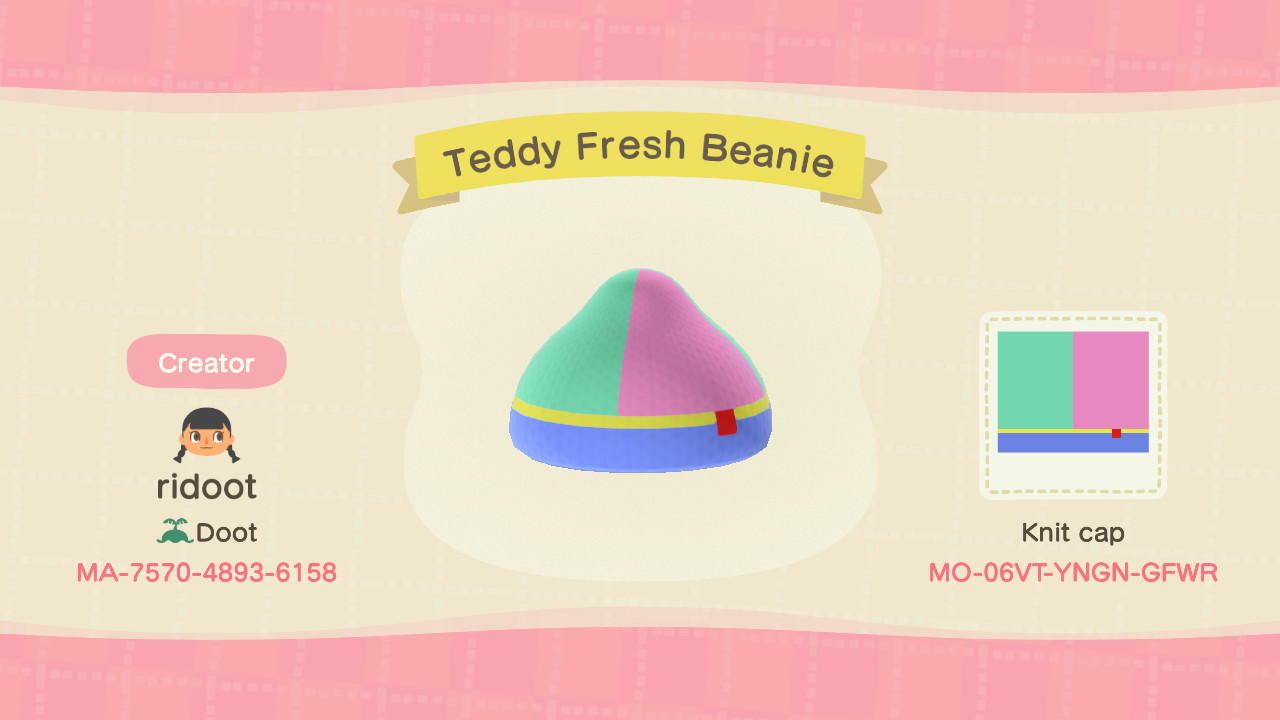 Teddy Fresh Beanie
Creator
ridoot
Doot
MA-7570-4893-6158
Knit cap
MO-06VT-YNGN-GFWR